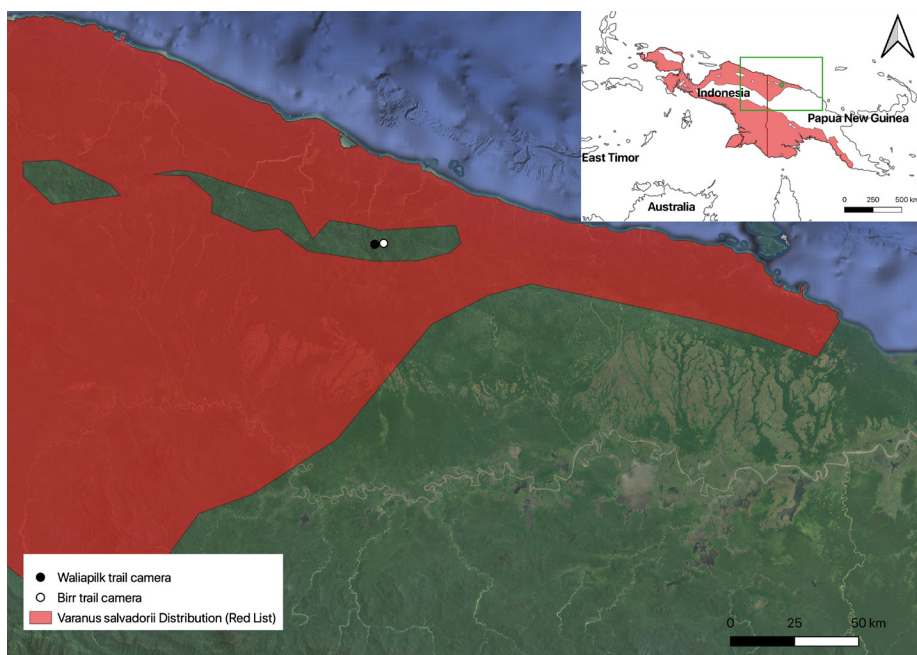 Indonesia
Papua New Guinea
East Timor
Australia
0 250 500 km
Waliapilk trail camera
Birr trail camera
Varanus salvadorii Distribution (Red List)
0 25 50 km